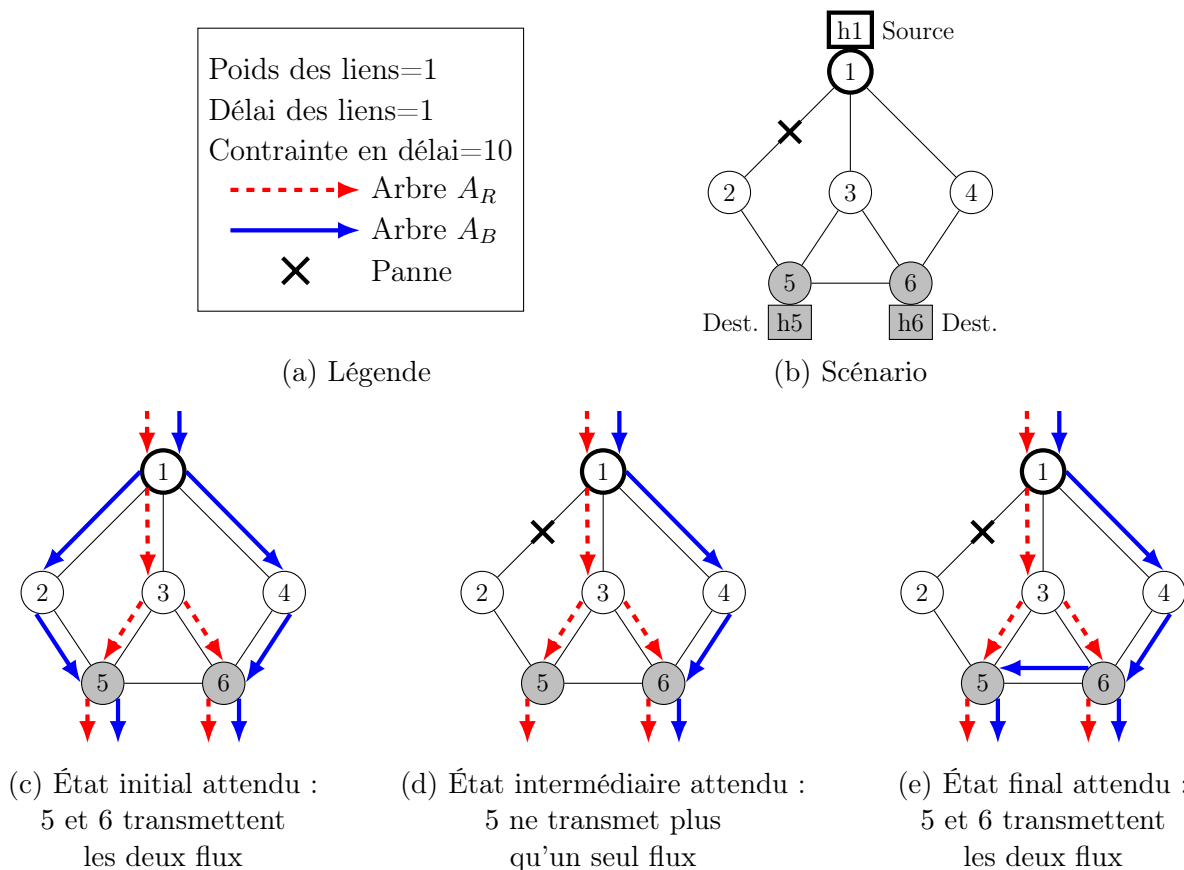 Poids des liens=1
Délai des liens=1
Contrainte en délai=10
Arbre A_R
Arbre A_B
Panne
(a) Légende
h1 Source
1
2 3 4
5 6
Dest. h5 h6 Dest.
(b) Scénario
1
2 3 4
5 6
(c) État initial attendu :
5 et 6 transmettent
les deux flux
1
2 3 4
5 6
(d) État intermédiaire attendu :
5 ne transmet plus
qu'un seul flux
1
2 3 4
5 6
(e) État final attendu :
5 et 6 transmettent
les deux flux